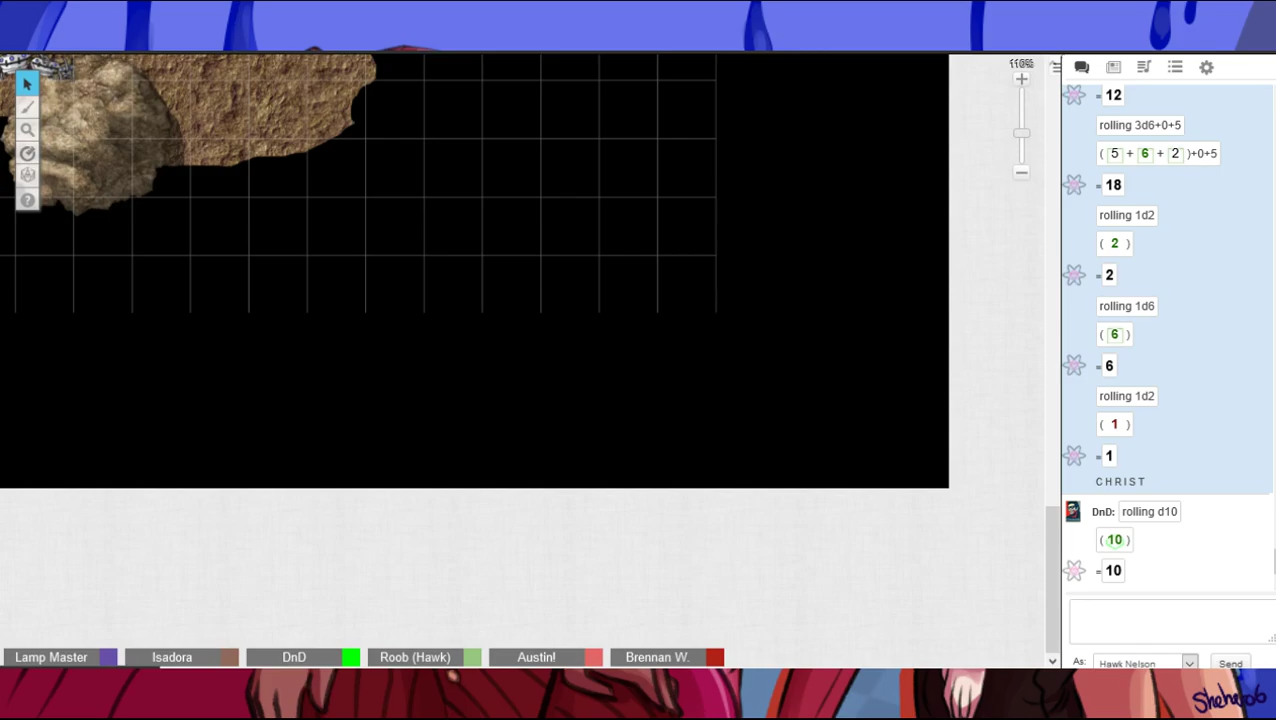 110%
= 12
rolling 3d6+0+5
( 5 + 6 + 2 )+0+5
= 18
rolling 1d2
( 2 )
= 2
rolling 1d6
( 6 )
= 6
rolling 1d2
( 1 )
= 1
CHRIST
DnD: rolling d10
( 10 )
= 10
As: Hawk Nelson Send
Lamp Master Isadora DnD Roob (Hawk) Austin! Brennan W.